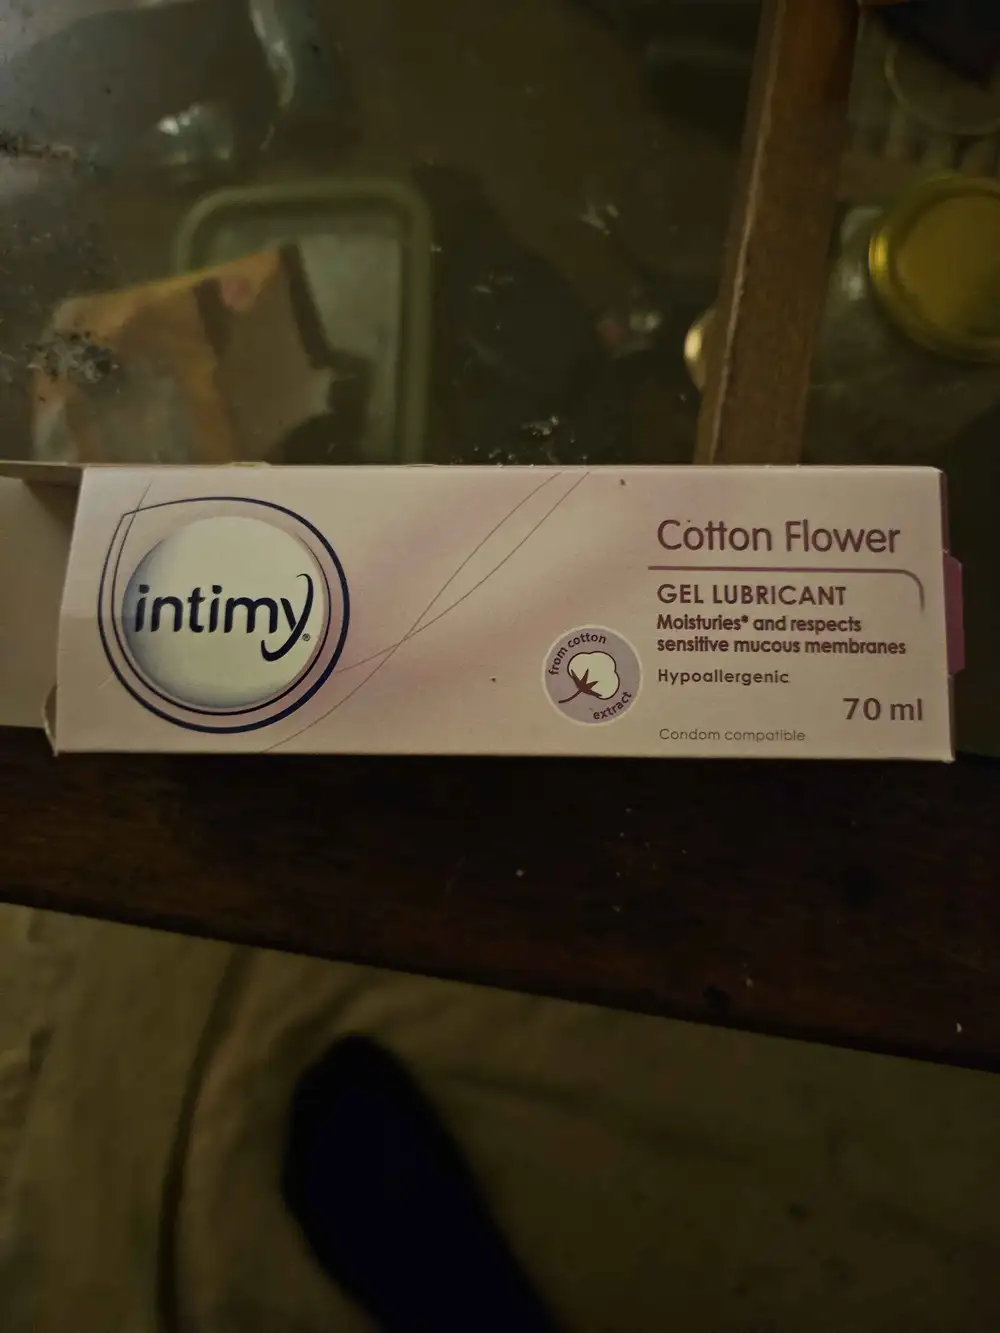 intimy®
from cotton
extract
Cotton Flower
GEL LUBRICANT
Moisturies* and respects
sensitive mucous membranes
Hypoallergenic
70 ml
Condom compatible